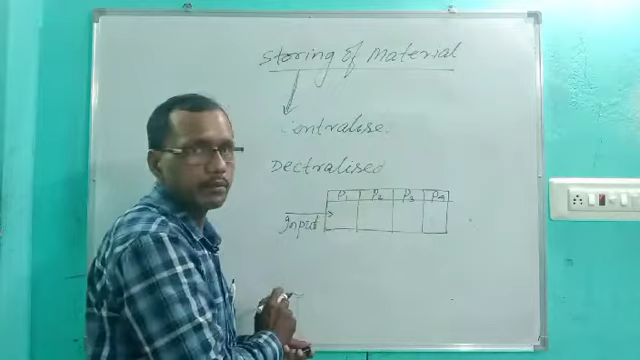 Storing of Material
Centralise.
Dectralised
P1 P2 P3 P4
Input